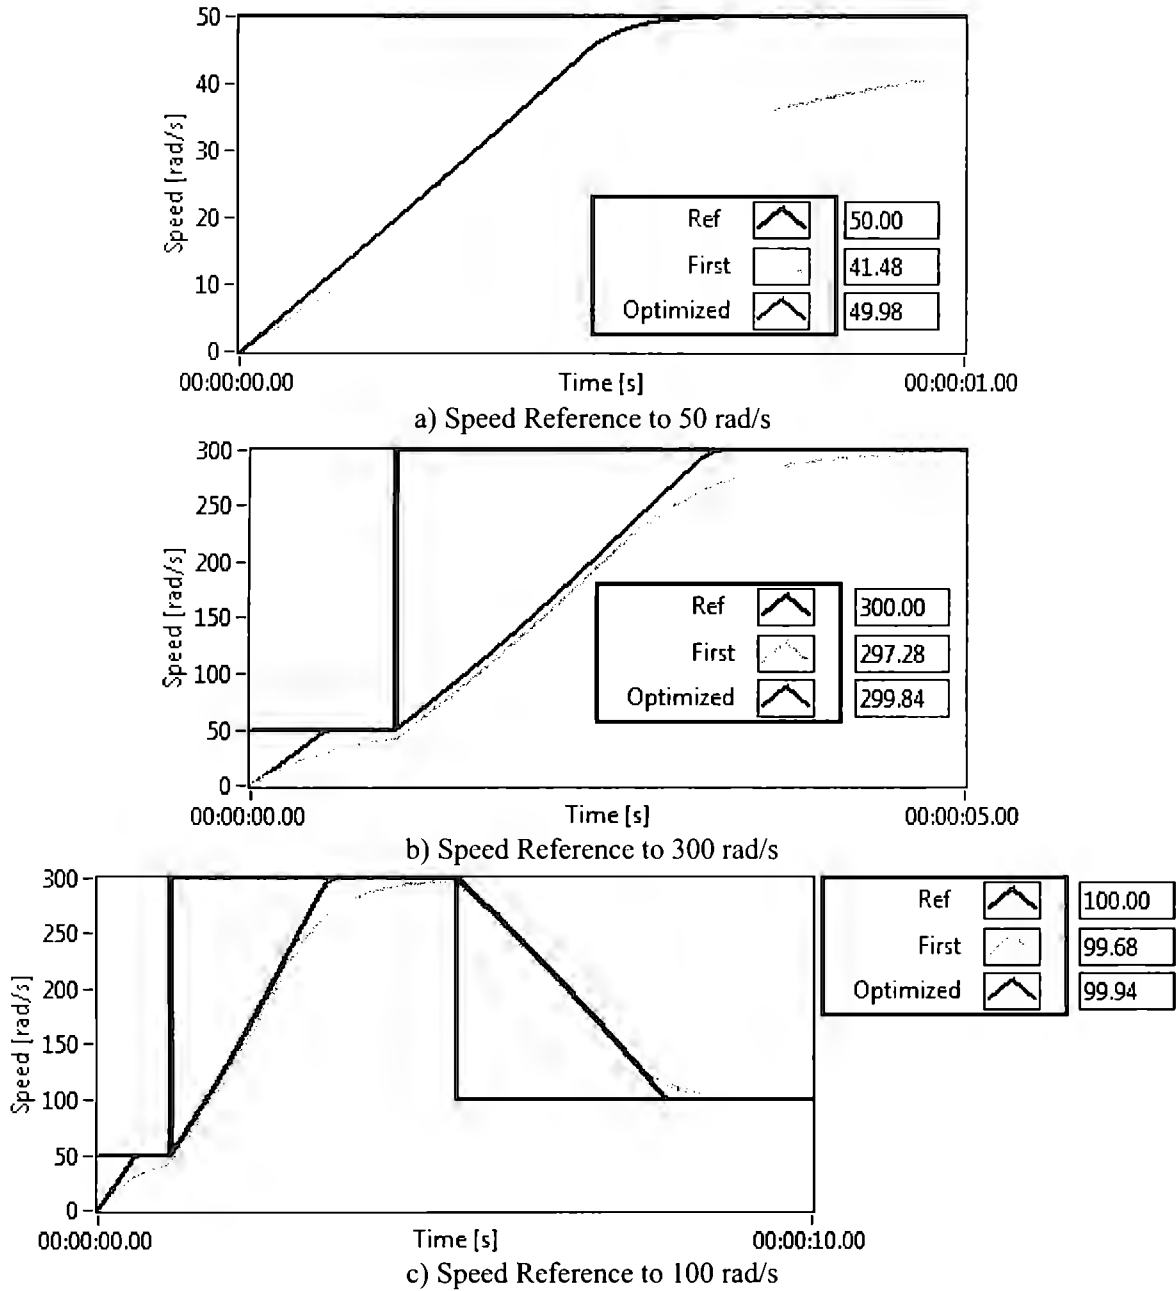 50
40
30
20
10
0
Speed [rad/s]
Ref 50.00
First 41.48
Optimized 49.98
00:00:00.00 Time [s] 00:00:01.00
a) Speed Reference to 50 rad/s
300
250
200
150
100
50
0
Speed [rad/s]
Ref 300.00
First 297.28
Optimized 299.84
00:00:00.00 Time [s] 00:00:05.00
b) Speed Reference to 300 rad/s
300
250
200
150
100
50
0
Speed [rad/s]
Ref 100.00
First 99.68
Optimized 99.94
00:00:00.00 Time [s] 00:00:10.00
c) Speed Reference to 100 rad/s